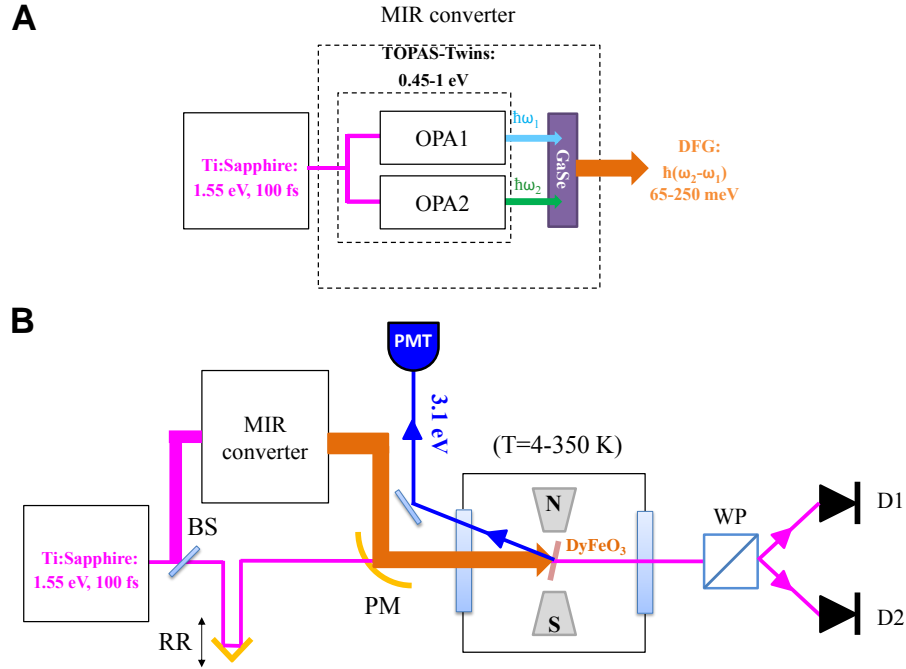 A
MIR converter
TOPAS-Twins:
0.45-1 eV
Ti:Sapphire:
1.55 eV, 100 fs
OPA1
OPA2
ħω₁
ħω₂
GaSe
DFG:
ħ(ω₂-ω₁)
65-250 meV
B
PMT
3.1 eV
MIR
converter
(T=4-350 K)
BS
N
DyFeO₃
WP
D1
Ti:Sapphire:
1.55 eV, 100 fs
PM
S
D2
RR